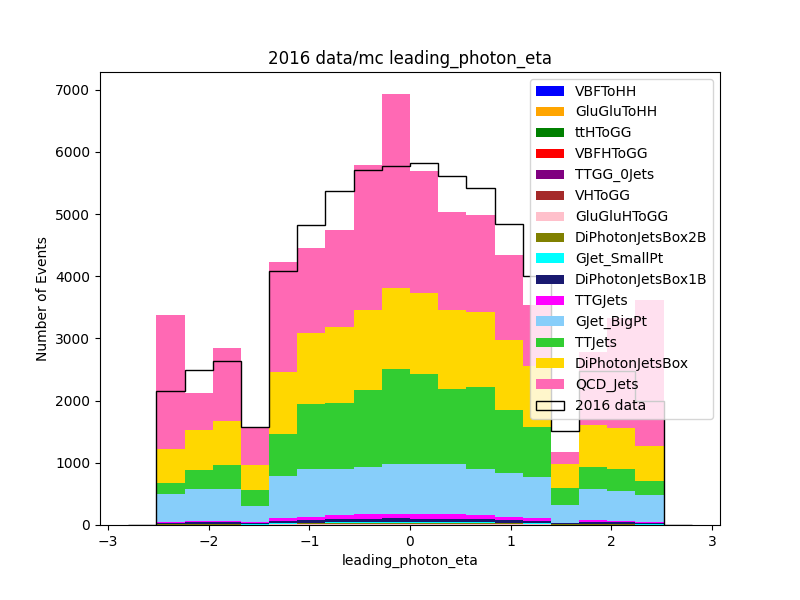 2016 data/mc leading_photon_eta
Number of Events
7000
6000
5000
4000
3000
2000
1000
0
−3
−2
−1
0
1
2
3
leading_photon_eta
VBFToHH
GluGluToHH
ttHToGG
VBFHToGG
TTGG_0Jets
VHToGG
GluGluHToGG
DiPhotonJetsBox2B
GJet_SmallPt
DiPhotonJetsBox1B
TTGJets
GJet_BigPt
TTJets
DiPhotonJetsBox
QCD_Jets
2016 data